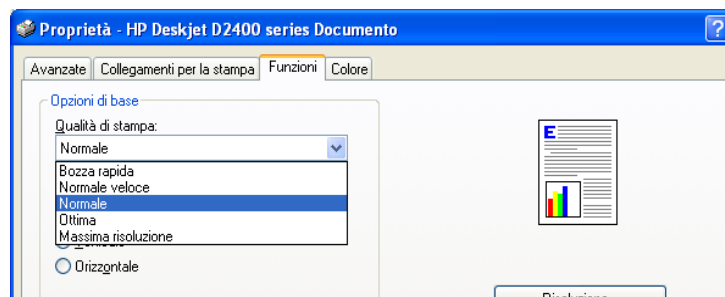 Proprietà - HP Deskjet D2400 series Documento
?
Avanzate Collegamenti per la stampa Funzioni Colore
Opzioni di base
Qualità di stampa:
Normale
Bozza rapida
Normale veloce
Normale
Ottima
Massima risoluzione
Orizzontale
E